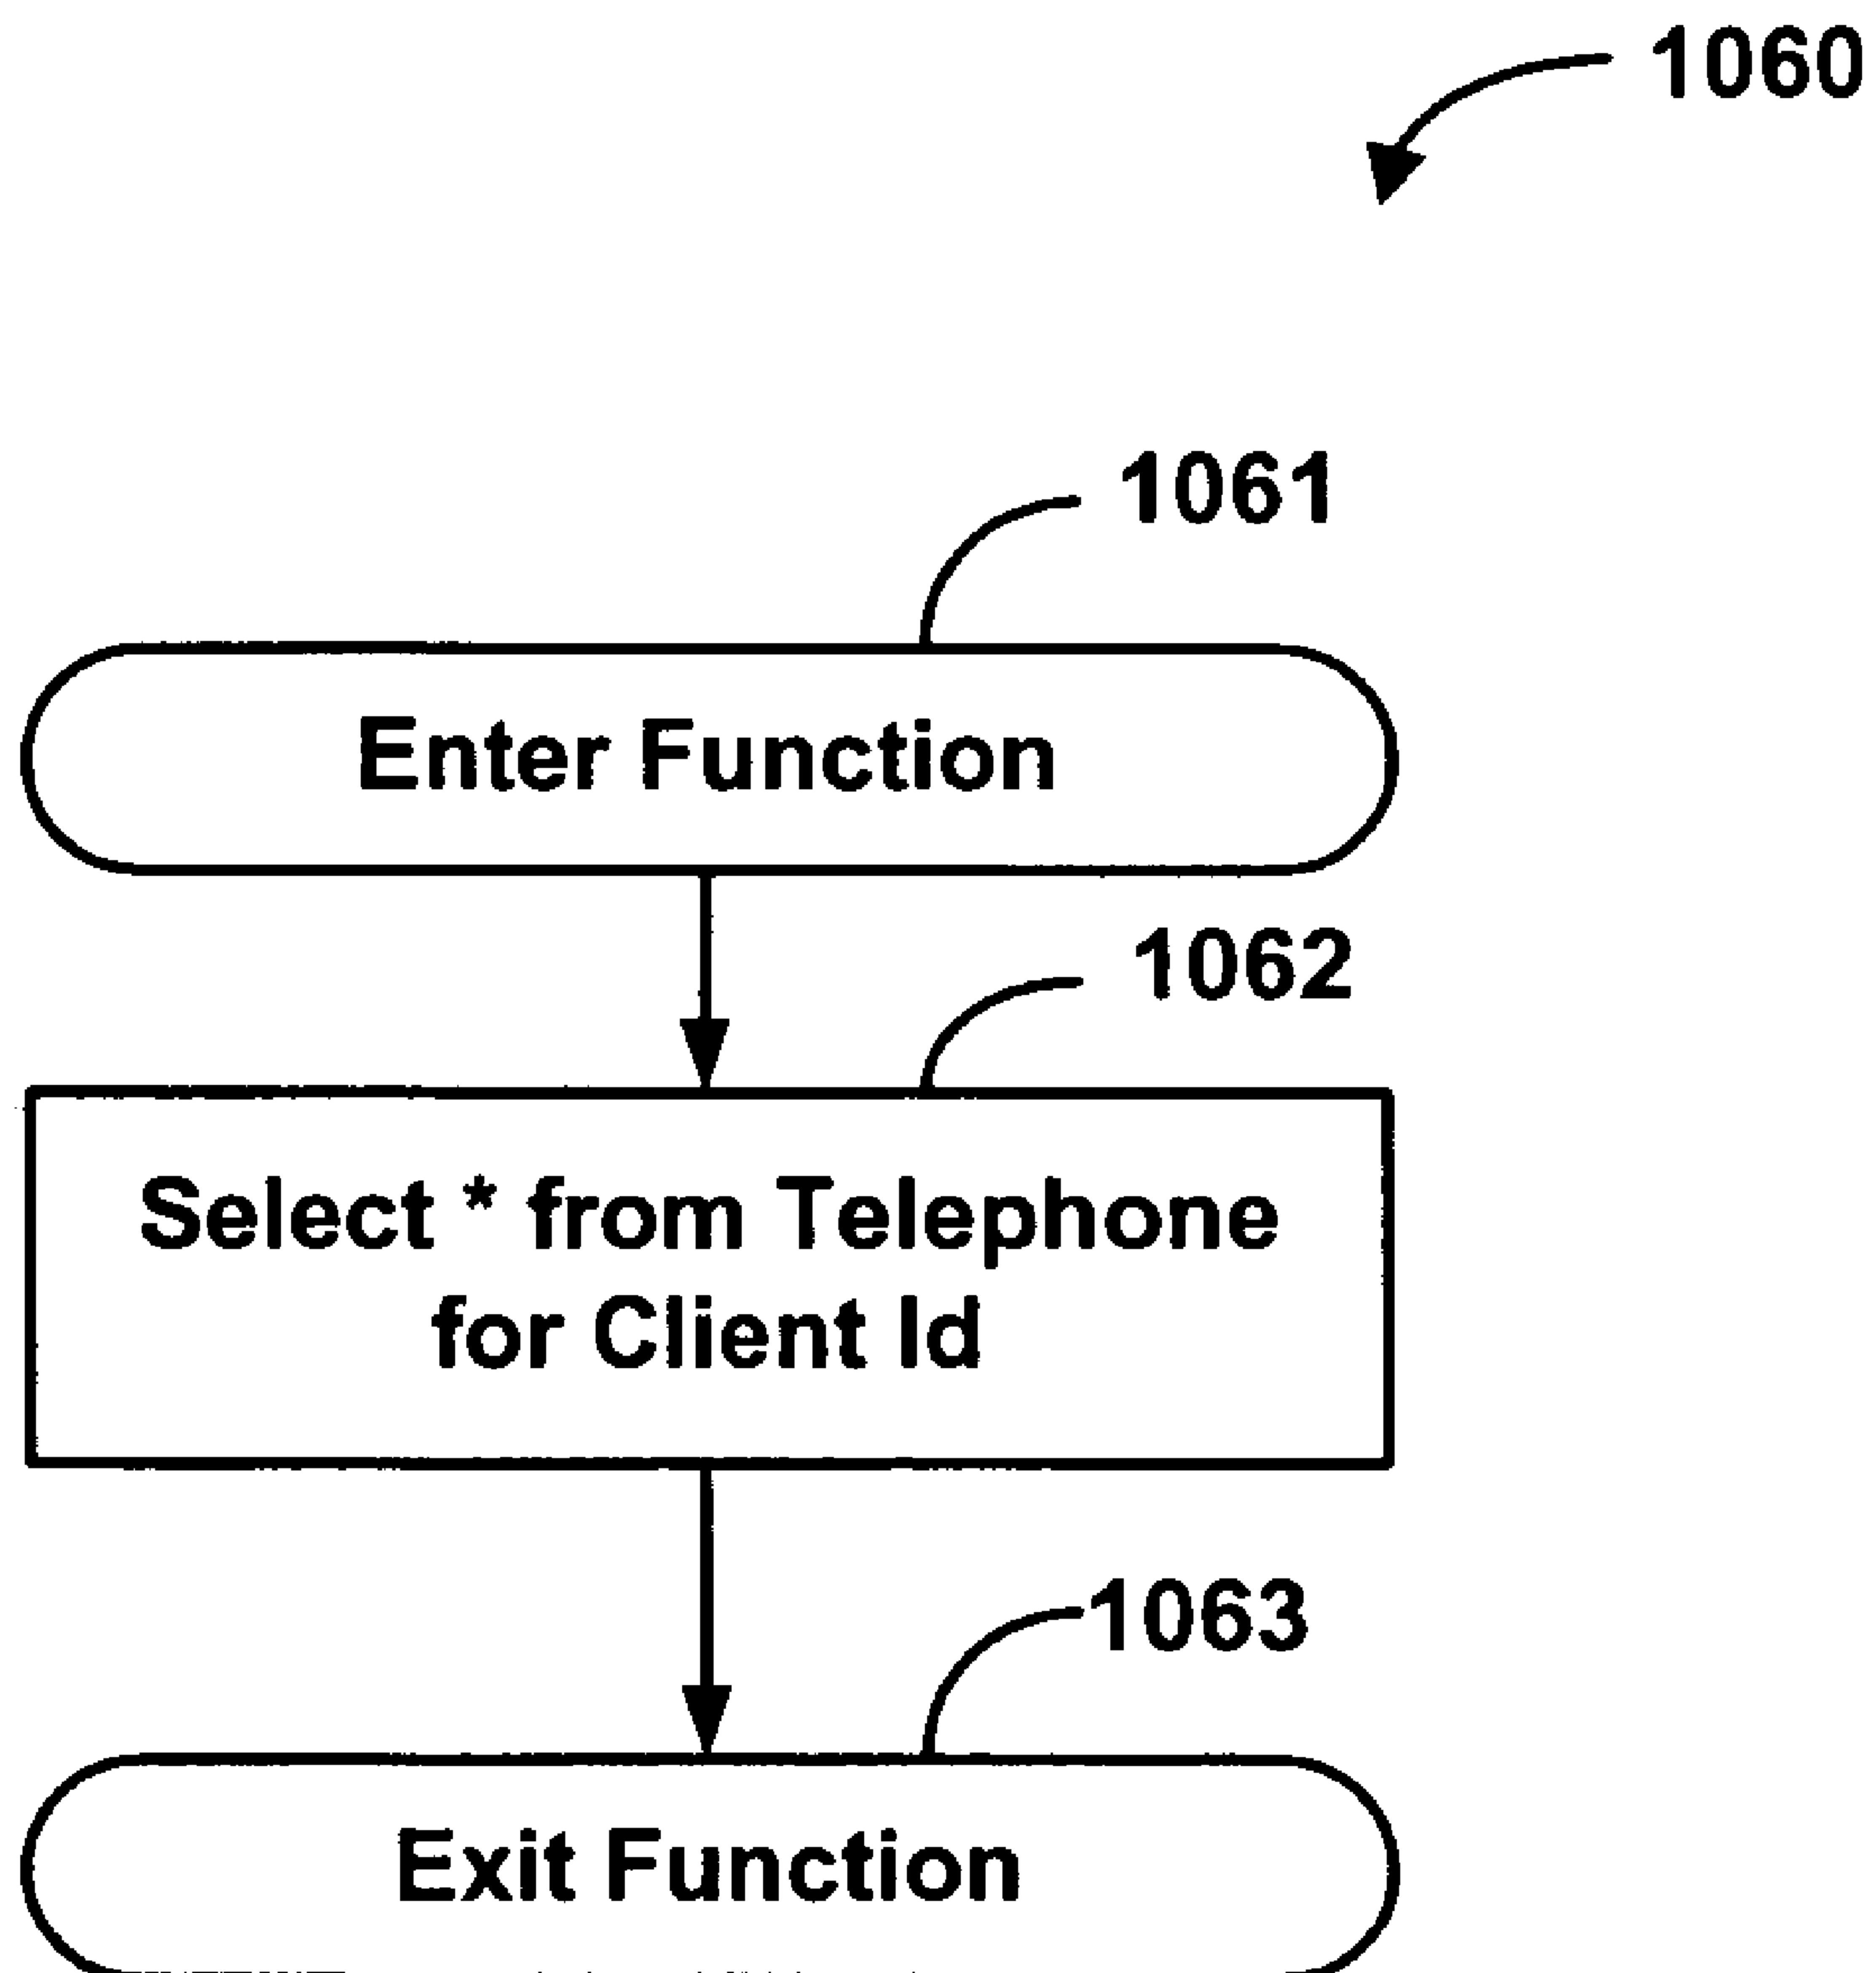 1060
1061
Enter Function
1062
Select * from Telephone
for Client Id
1063
Exit Function